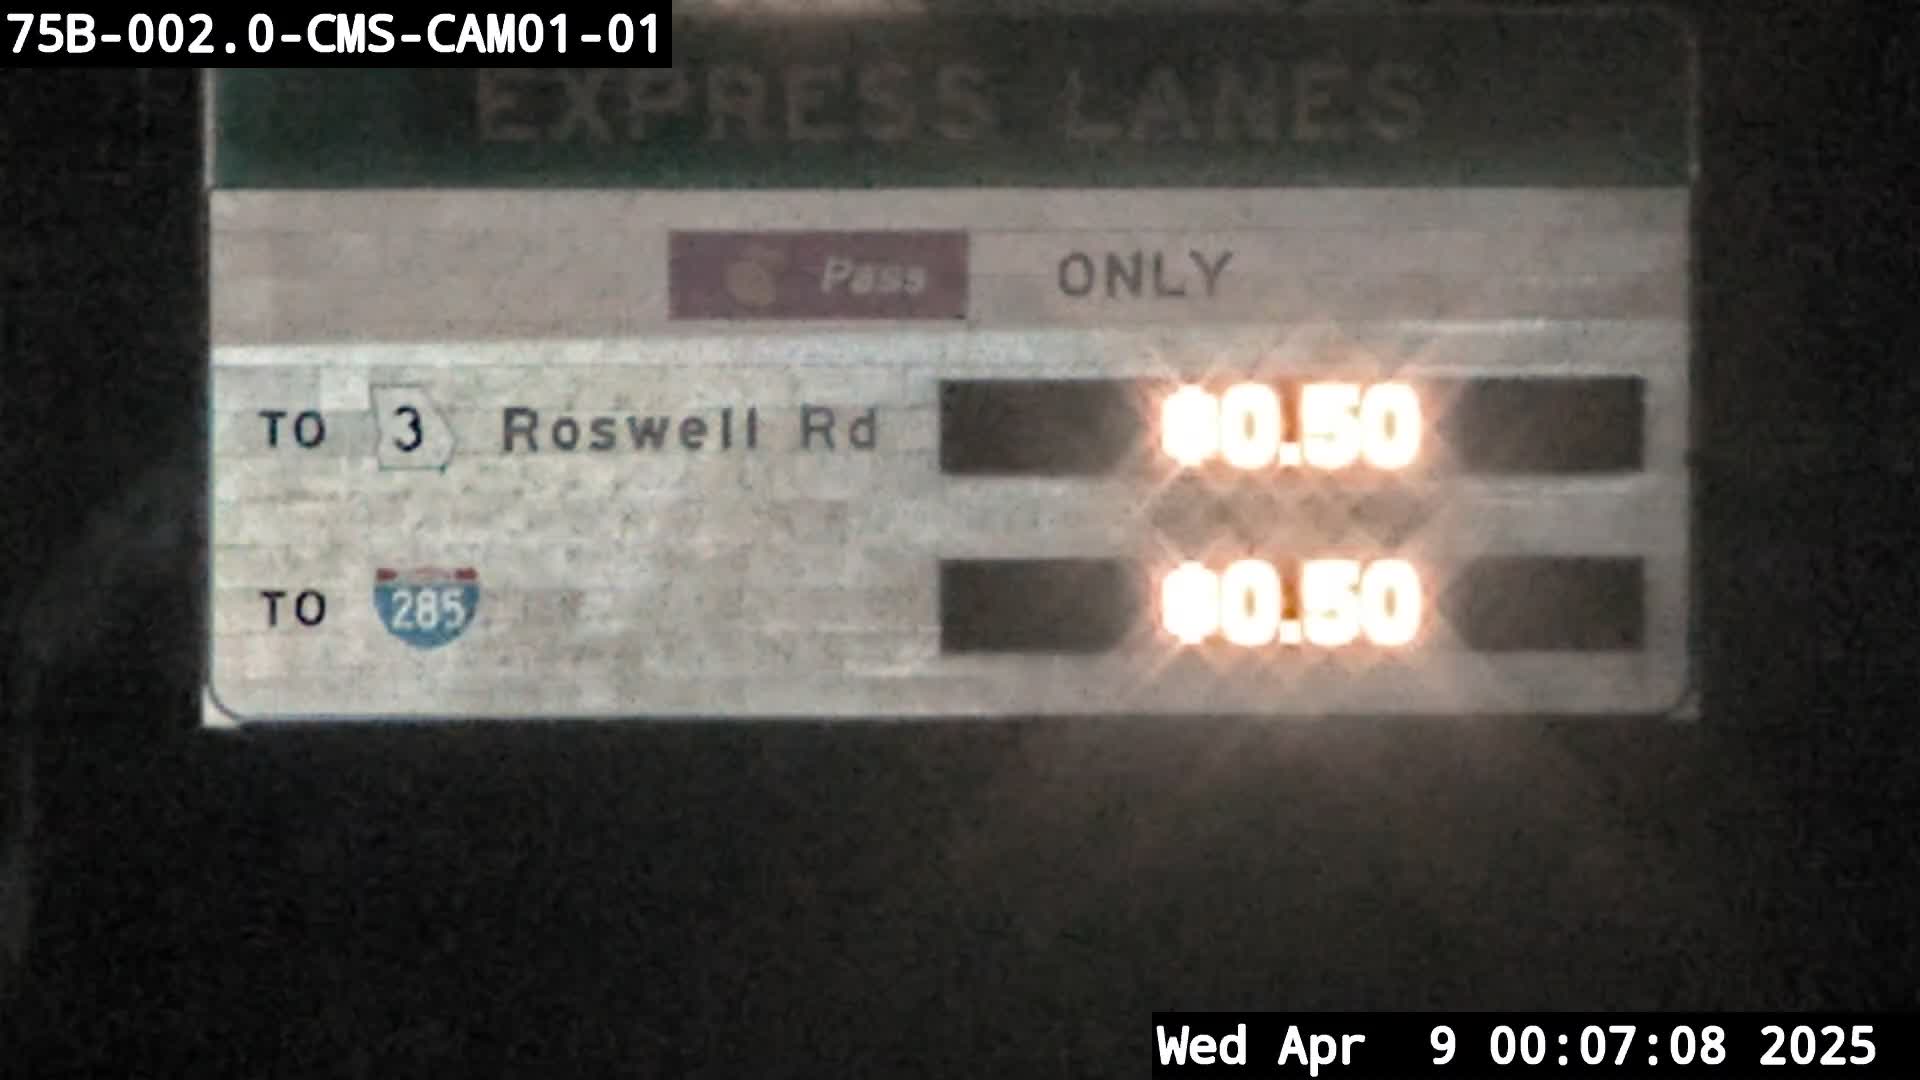 75B-002.0-CMS-CAM01-01
EXPRESS LANES
Pass ONLY
TO 3 Roswell Rd $0.50
TO 285 $0.50
Wed Apr 9 00:07:08 2025